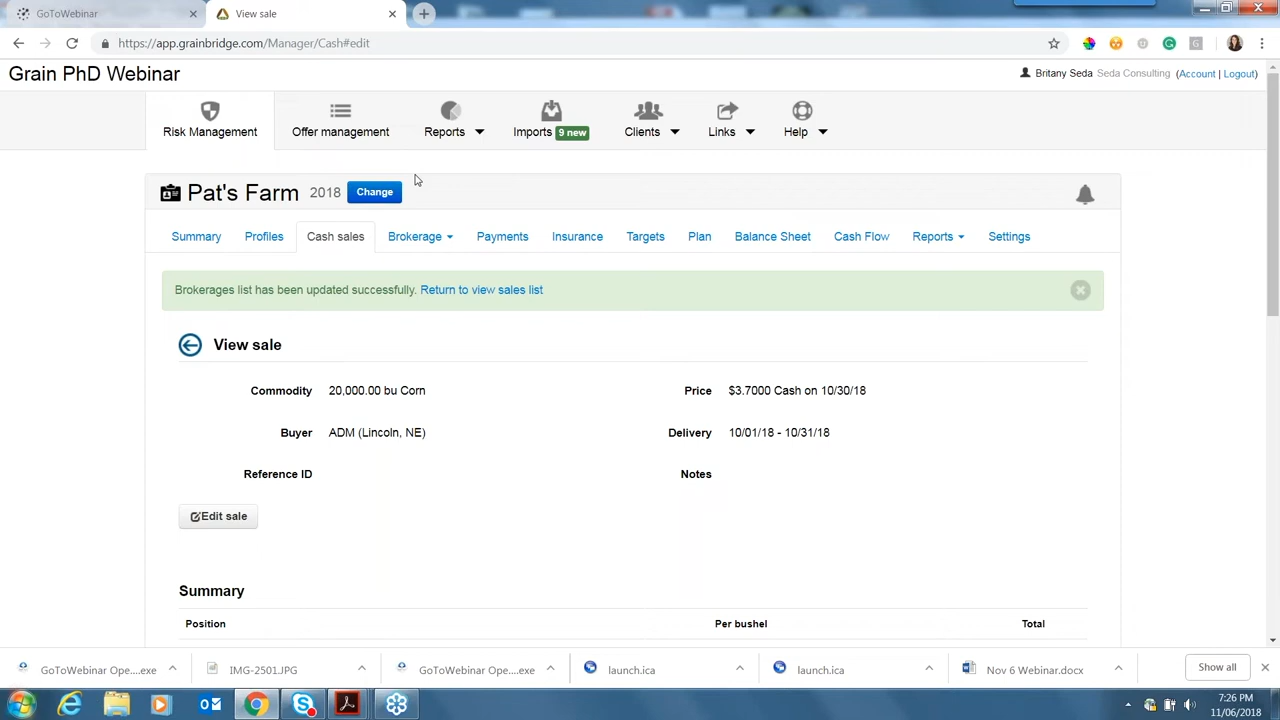 GoToWebinar
View sale
https://app.grainbridge.com/Manager/Cash#edit
Grain PhD Webinar
Britany Seda Seda Consulting (Account | Logout)
Risk Management
Offer management
Reports
Imports 9 new
Clients
Links
Help
Pat's Farm 2018 Change
Summary Profiles Cash sales Brokerage Payments Insurance Targets Plan Balance Sheet Cash Flow Reports Settings
Brokerages list has been updated successfully. Return to view sales list
View sale
Commodity 20,000.00 bu Corn Price $3.7000 Cash on 10/30/18
Buyer ADM (Lincoln, NE) Delivery 10/01/18 - 10/31/18
Reference ID Notes
Edit sale
Summary
Position Per bushel Total
GoToWebinar Ope....exe IMG-2501.JPG GoToWebinar Ope....exe launch.ica launch.ica Nov 6 Webinar.docx Show all
7:26 PM
11/06/2018